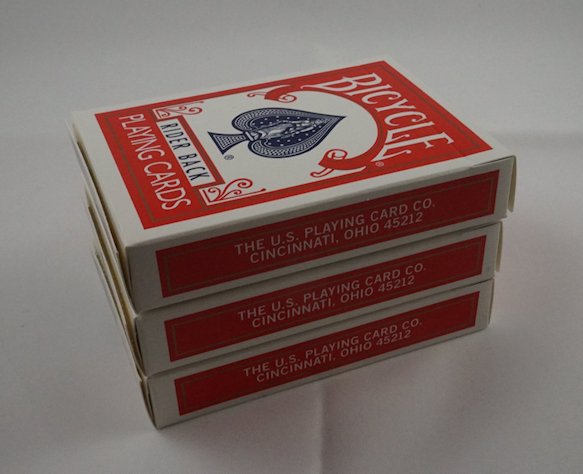 BICYCLE
®
®
RIDER BACK
PLAYING CARDS
THE U.S. PLAYING CARD CO.
CINCINNATI, OHIO 45212
THE U.S. PLAYING CARD CO.
CINCINNATI, OHIO 45212
THE U.S. PLAYING CARD CO.
CINCINNATI, OHIO 45212